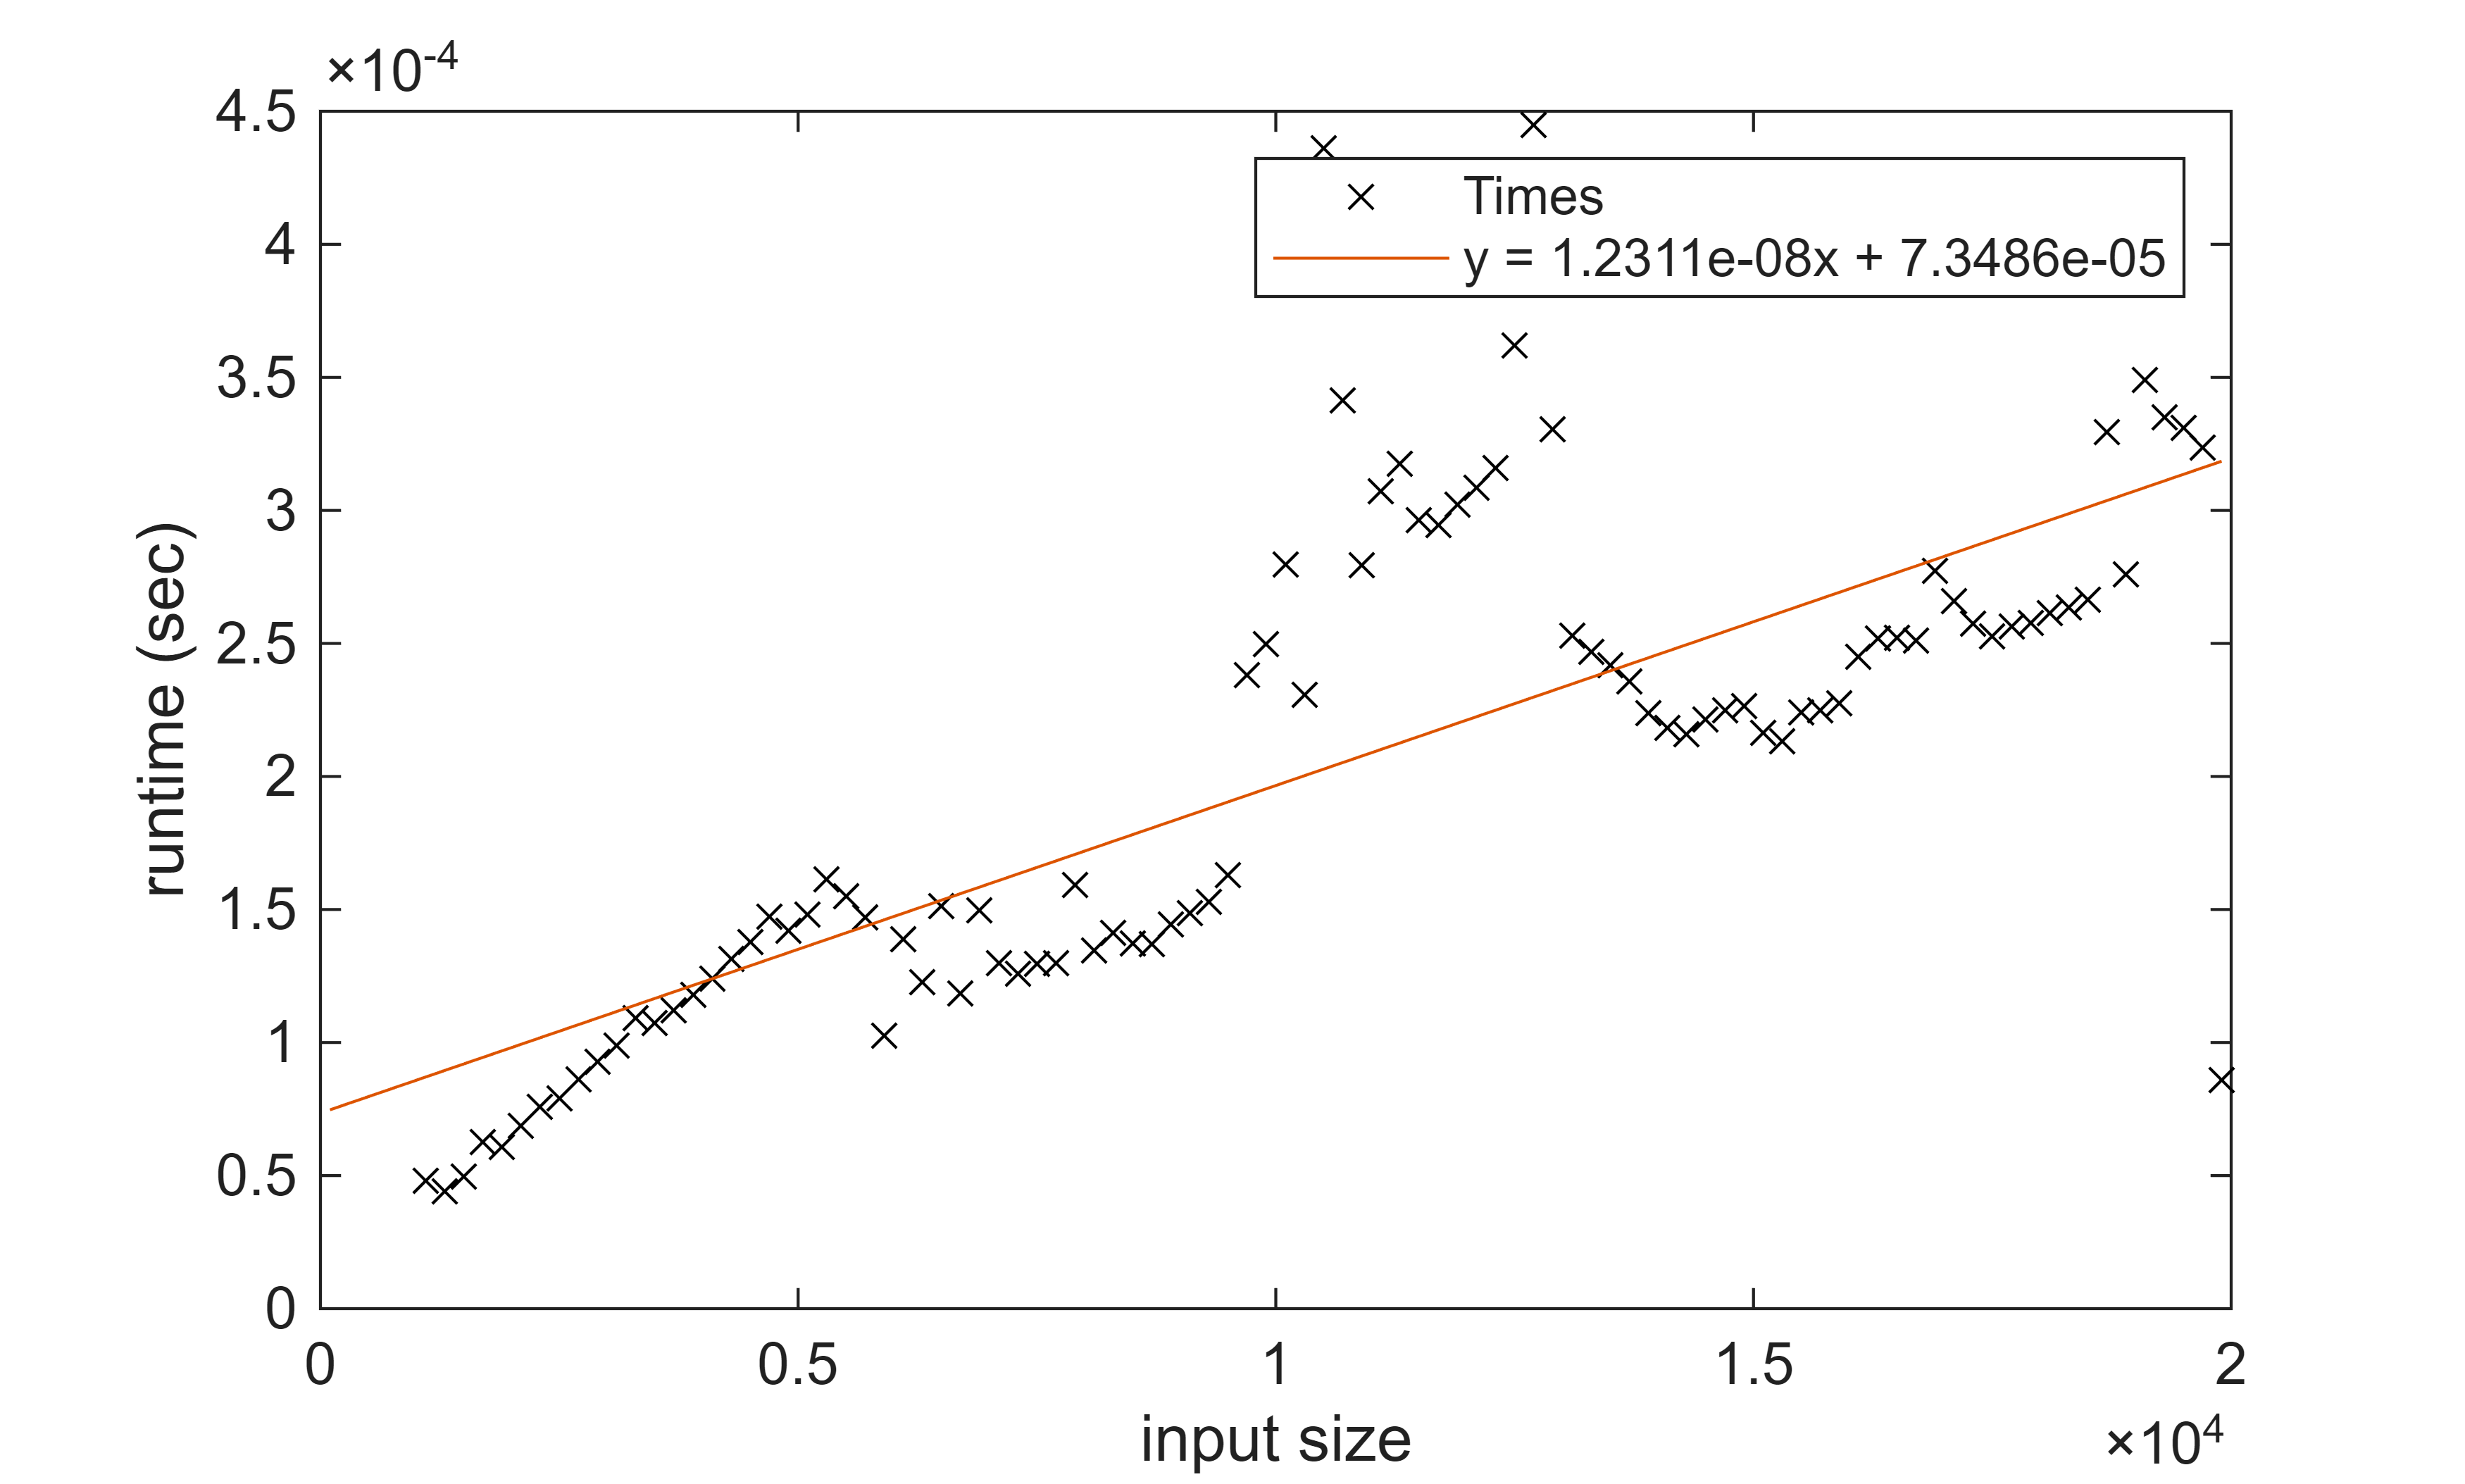 ×10-4
4.5
4
3.5
3
2.5
2
1.5
1
0.5
0
runtime (sec)
Times
y = 1.2311e-08x + 7.3486e-05
0 0.5 1 1.5 2
input size
×104